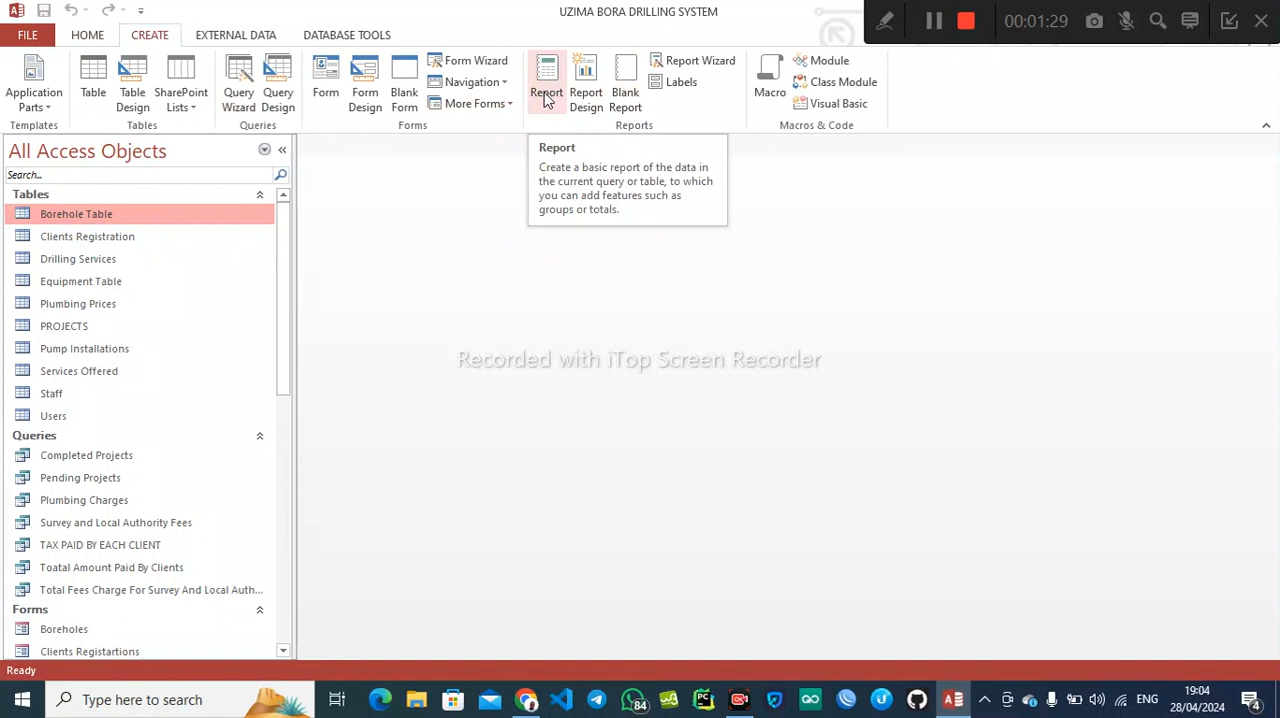 UZIMA BORA DRILLING SYSTEM
00:01:29
FILE HOME CREATE EXTERNAL DATA DATABASE TOOLS
Application Parts
Templates
Table
Table Design
SharePoint Lists
Tables
Query Wizard
Query Design
Queries
Form
Form Design
Blank Form
Form Wizard
Navigation
More Forms
Forms
Report
Report Design
Blank Report
Report Wizard
Labels
Reports
Macro
Module
Class Module
Visual Basic
Macros & Code
Report
Create a basic report of the data in
the current query or table, to which
you can add features such as
groups or totals.
All Access Objects
Search...
Tables
Borehole Table
Clients Registration
Drilling Services
Equipment Table
Plumbing Prices
PROJECTS
Pump Installations
Services Offered
Staff
Users
Queries
Completed Projects
Pending Projects
Plumbing Charges
Survey and Local Authority Fees
TAX PAID BY EACH CLIENT
Toatal Amount Paid By Clients
Total Fees Charge For Survey And Local Auth...
Forms
Boreholes
Clients Registartions
Recorded with iTop Screen Recorder
Ready
Type here to search
84
ENG
19:04
28/04/2024
4